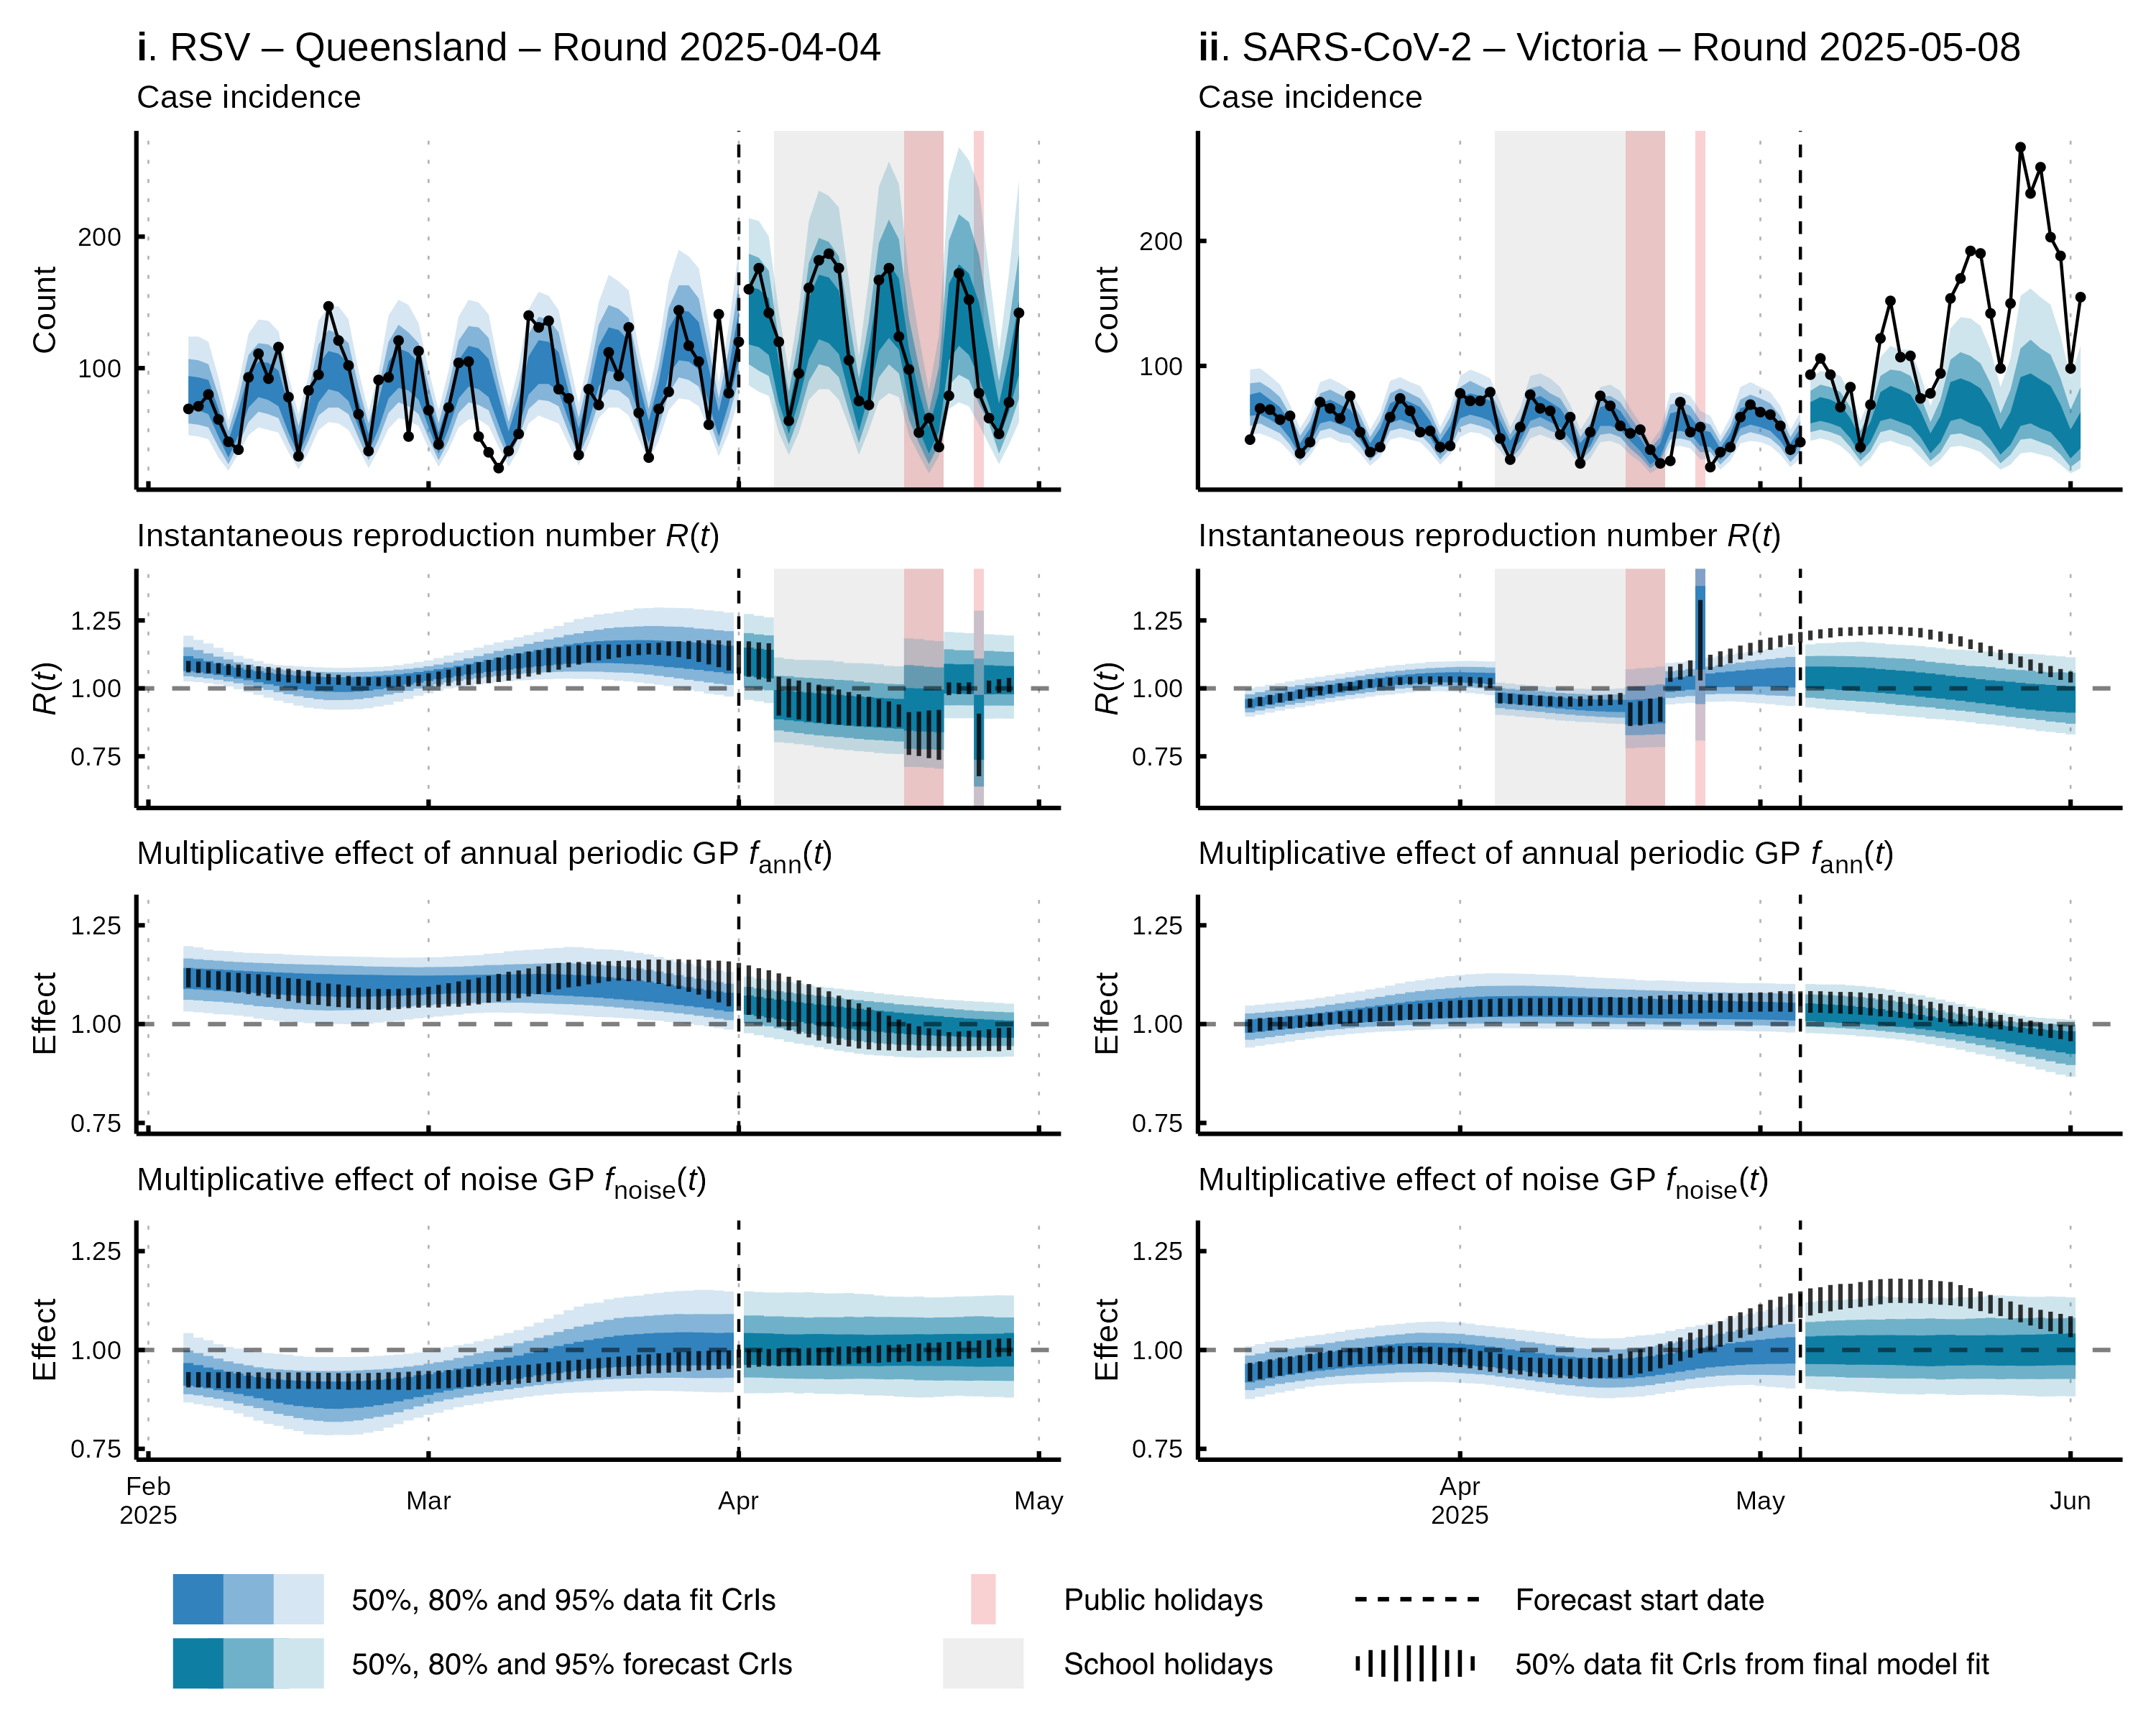 i. RSV – Queensland – Round 2025-04-04
Case incidence
Count
200
100
Instantaneous reproduction number R(t)
R(t)
1.25
1.00
0.75
Multiplicative effect of annual periodic GP fann(t)
Effect
1.25
1.00
0.75
Multiplicative effect of noise GP fnoise(t)
Effect
1.25
1.00
0.75
Feb
2025
Mar
Apr
May
ii. SARS-CoV-2 – Victoria – Round 2025-05-08
Case incidence
Count
200
100
Instantaneous reproduction number R(t)
R(t)
1.25
1.00
0.75
Multiplicative effect of annual periodic GP fann(t)
Effect
1.25
1.00
0.75
Multiplicative effect of noise GP fnoise(t)
Effect
1.25
1.00
0.75
Apr
2025
May
Jun
50%, 80% and 95% data fit CrIs
50%, 80% and 95% forecast CrIs
Public holidays
School holidays
Forecast start date
50% data fit CrIs from final model fit